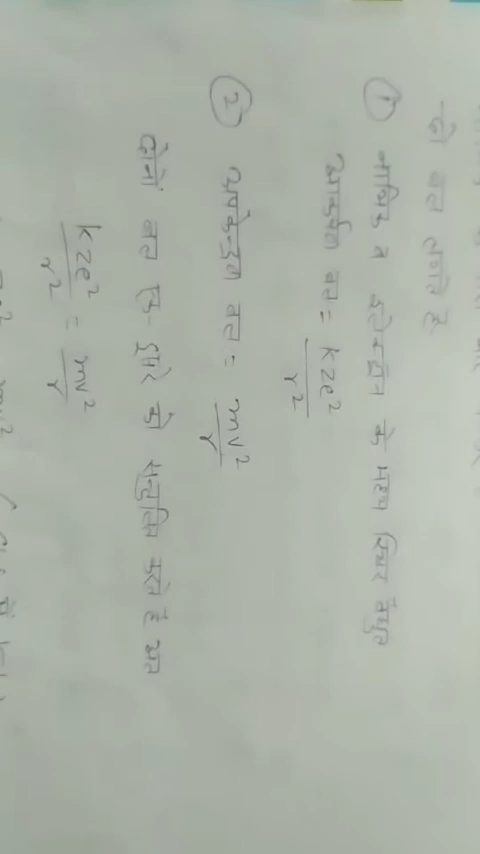 दो बल लगते है
① नाभिक व इलेक्ट्रॉन के मध्य स्थिर वैधुत
आकर्षण बल = kze²/r²
② अपकेन्द्रण बल = mv²/r
दोनों बल एक दूसरे को सन्तुलित करते है अतः
kze²/r² = mv²/r